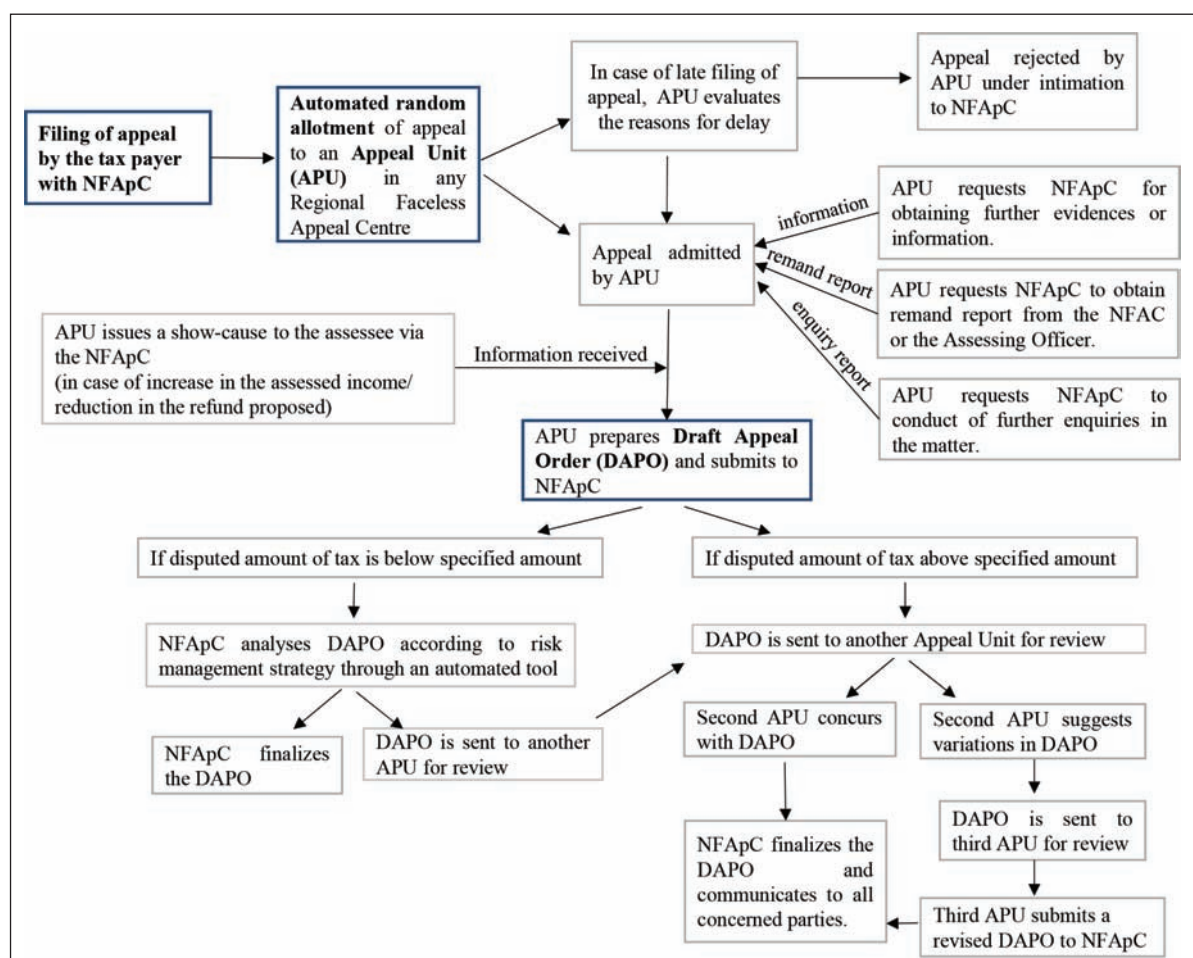 Filing of appeal
by the tax payer
with NFApC
Automated random
allotment of appeal
to an Appeal Unit
(APU) in any
Regional Faceless
Appeal Centre
In case of late filing of
appeal, APU evaluates
the reasons for delay
Appeal rejected by
APU under intimation
to NFApC
Appeal admitted
by APU
information
APU requests NFApC for
obtaining further evidences or
information.
remand report
APU requests NFApC to obtain
remand report from the NFAC
or the Assessing Officer.
enquiry report
APU requests NFApC to
conduct of further enquiries in
the matter.
APU issues a show-cause to the assessee via
the NFApC
(in case of increase in the assessed income/
reduction in the refund proposed)
Information received
APU prepares Draft Appeal
Order (DAPO) and submits to
NFApC
If disputed amount of tax is below specified amount
If disputed amount of tax above specified amount
NFApC analyses DAPO according to risk
management strategy through an automated tool
DAPO is sent to another Appeal Unit for review
NFApC finalizes
the DAPO
DAPO is sent to another
APU for review
Second APU concurs
with DAPO
Second APU suggests
variations in DAPO
NFApC finalizes the
DAPO and
communicates to all
concerned parties.
DAPO is sent to
third APU for review
Third APU submits a
revised DAPO to NFApC